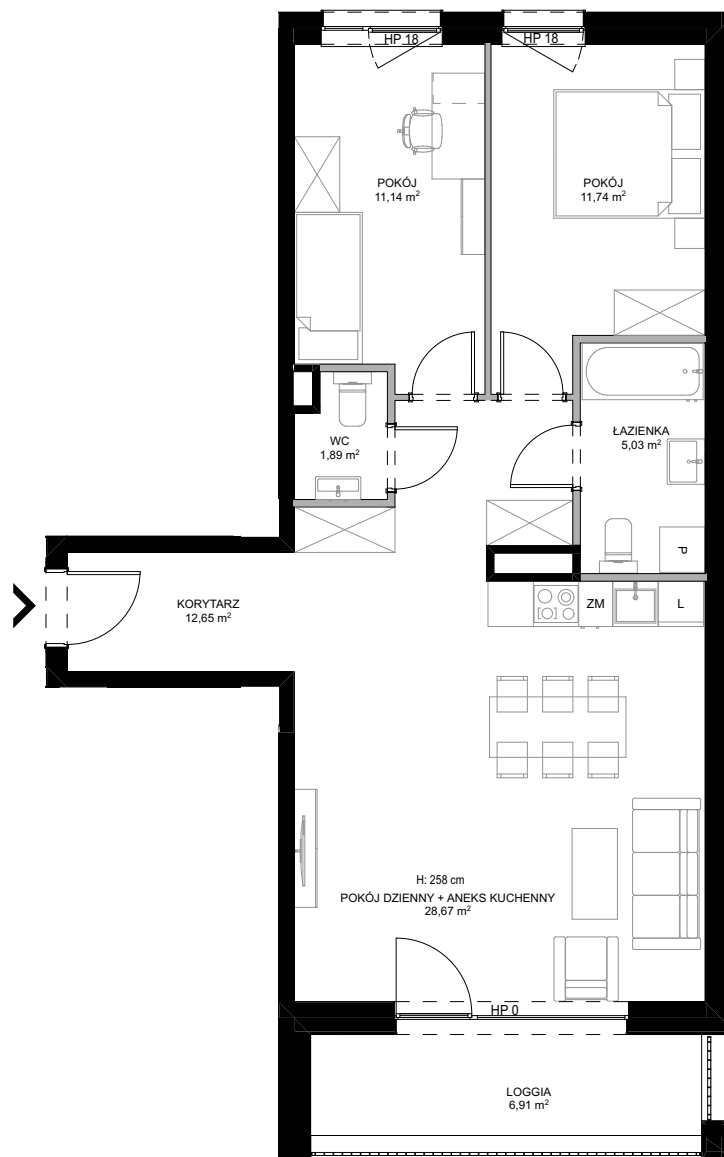 HP 18
HP 18
POKÓJ
11,14 m²
POKÓJ
11,74 m²
WC
1,89 m²
ŁAZIENKA
5,03 m²
P
KORYTARZ
12,65 m²
ZM
L
H: 258 cm
POKÓJ DZIENNY + ANEKS KUCHENNY
28,67 m²
HP 0
LOGGIA
6,91 m²